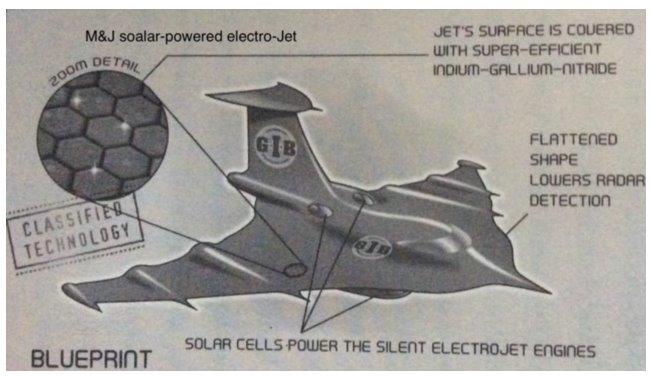 M&J soalar-powered electro-Jet
JET'S SURFACE IS COVERED
WITH SUPER-EFFICIENT
INDIUM-GALLIUM-NITRIDE
ZOOM DETAIL
GIB
FLATTENED
SHAPE
LOWERS RADAR
DETECTION
CLASSIFIED
TECHNOLOGY
GIB
SOLAR CELLS POWER THE SILENT ELECTROJET ENGINES
BLUEPRINT